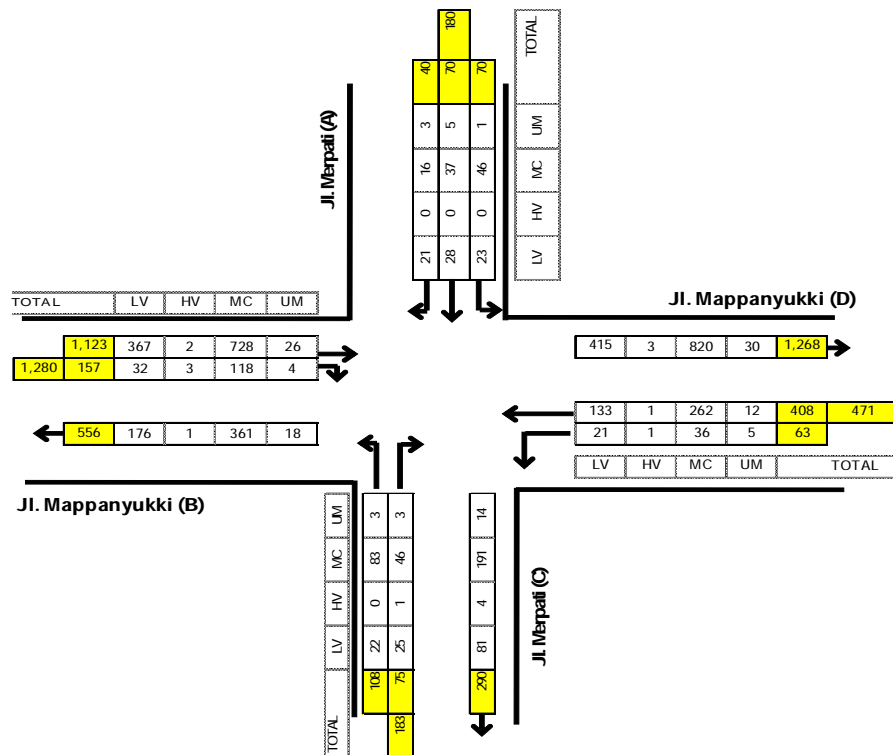 180
40 70 70
3 5 1
16 37 46
0 0 0
21 28 23
TOTAL
UM
MC
HV
LV
Jl. Merpati (A)
TOTAL LV HV MC UM
Jl. Mappanyukki (D)
1,123 367 2 728 26
1,280 157 32 3 118 4
415 3 820 30 1,268
556 176 1 361 18
133 1 262 12 408 471
21 1 36 5 63
LV HV MC UM TOTAL
Jl. Mappanyukki (B)
UM 3 3 14
MC 83 46 191
HV 0 1 4
LV 22 25 81
TOTAL 108 75 290
183
Jl. Merpati (C)